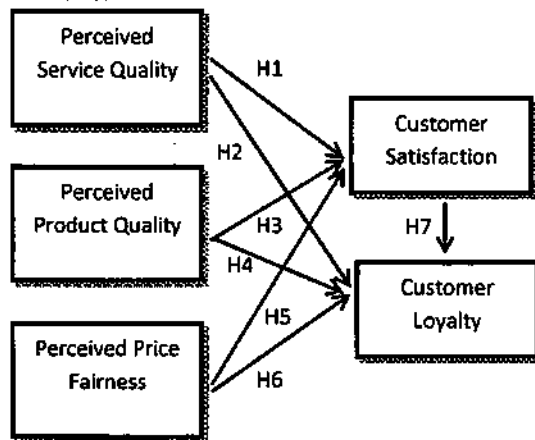 Perceived
Service Quality
H1
Customer
Satisfaction
H2
Perceived
Product Quality
H3
H7
H4
Customer
Loyalty
H5
Perceived Price
Fairness
H6